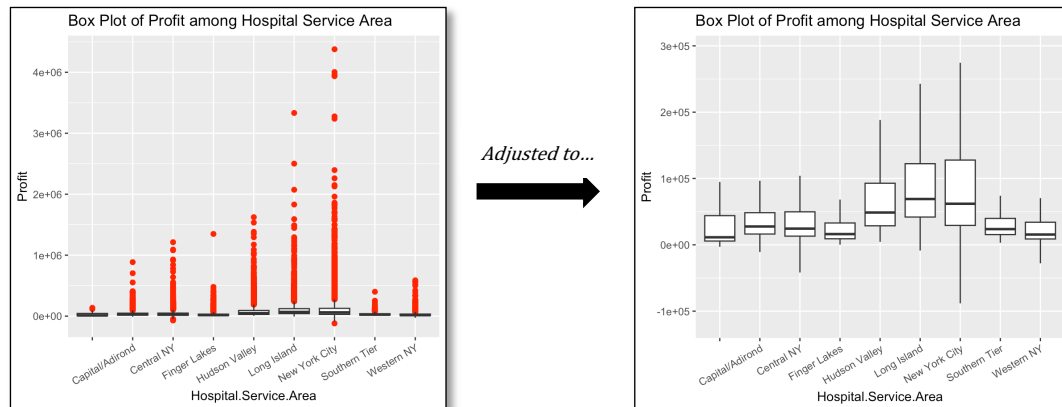 Box Plot of Profit among Hospital Service Area
4e+06
3e+06
2e+06
1e+06
0e+00
Profit
Capital/Adirond
Central NY
Finger Lakes
Hudson Valley
Long Island
New York City
Southern Tier
Western NY
Hospital.Service.Area
Adjusted to...
Box Plot of Profit among Hospital Service Area
3e+05
2e+05
1e+05
0e+00
-1e+05
Profit
Capital/Adirond
Central NY
Finger Lakes
Hudson Valley
Long Island
New York City
Southern Tier
Western NY
Hospital.Service.Area